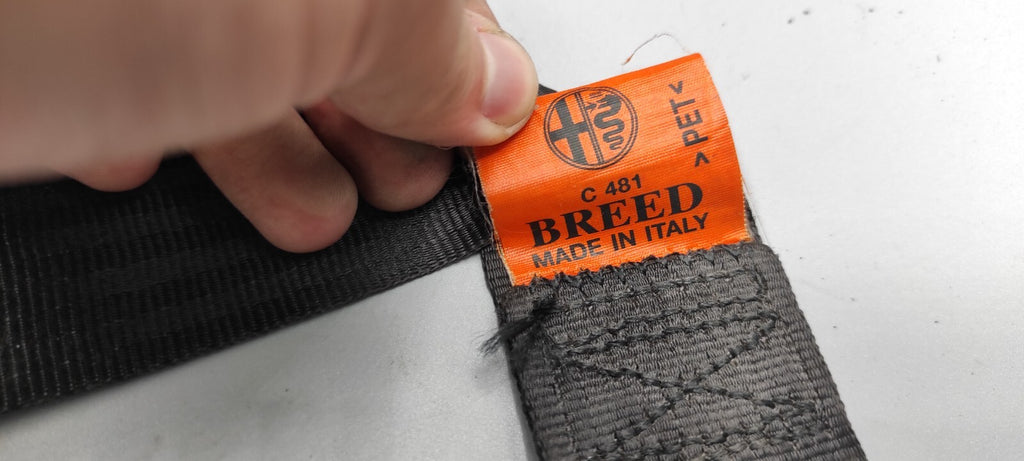 C 481
BREED
MADE IN ITALY
>PET<